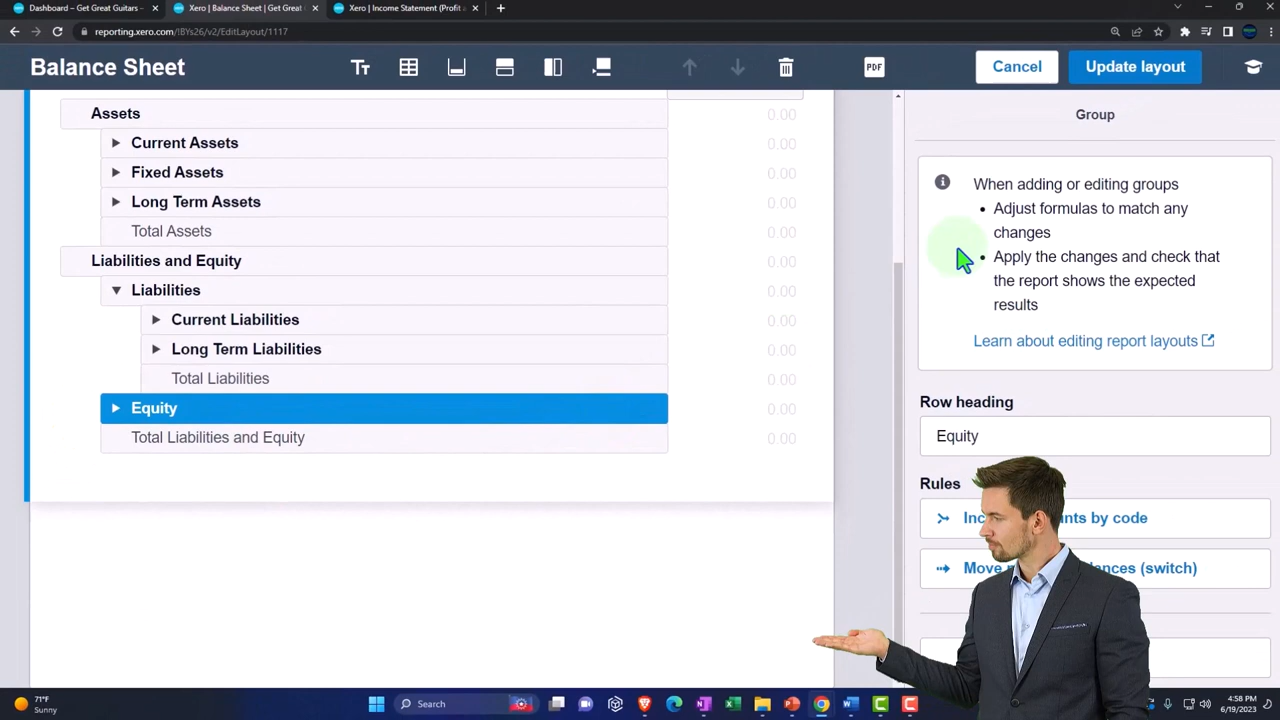 Dashboard – Get Great Guitars –
Xero | Balance Sheet | Get Great
Xero | Income Statement (Profit a
reporting.xero.com/!BYs26/v2/EditLayout/1117
Balance Sheet
PDF
Cancel
Update layout
Assets
0.00
Current Assets
0.00
Fixed Assets
0.00
Long Term Assets
0.00
Total Assets
0.00
Liabilities and Equity
0.00
Liabilities
0.00
Current Liabilities
0.00
Long Term Liabilities
0.00
Total Liabilities
0.00
Equity
0.00
Total Liabilities and Equity
0.00
Group
When adding or editing groups
• Adjust formulas to match any
changes
• Apply the changes and check that
the report shows the expected
results
Learn about editing report layouts
Row heading
Equity
Rules
by code
Move (switch)
71°F
Sunny
Search
4:58 PM
6/19/2023